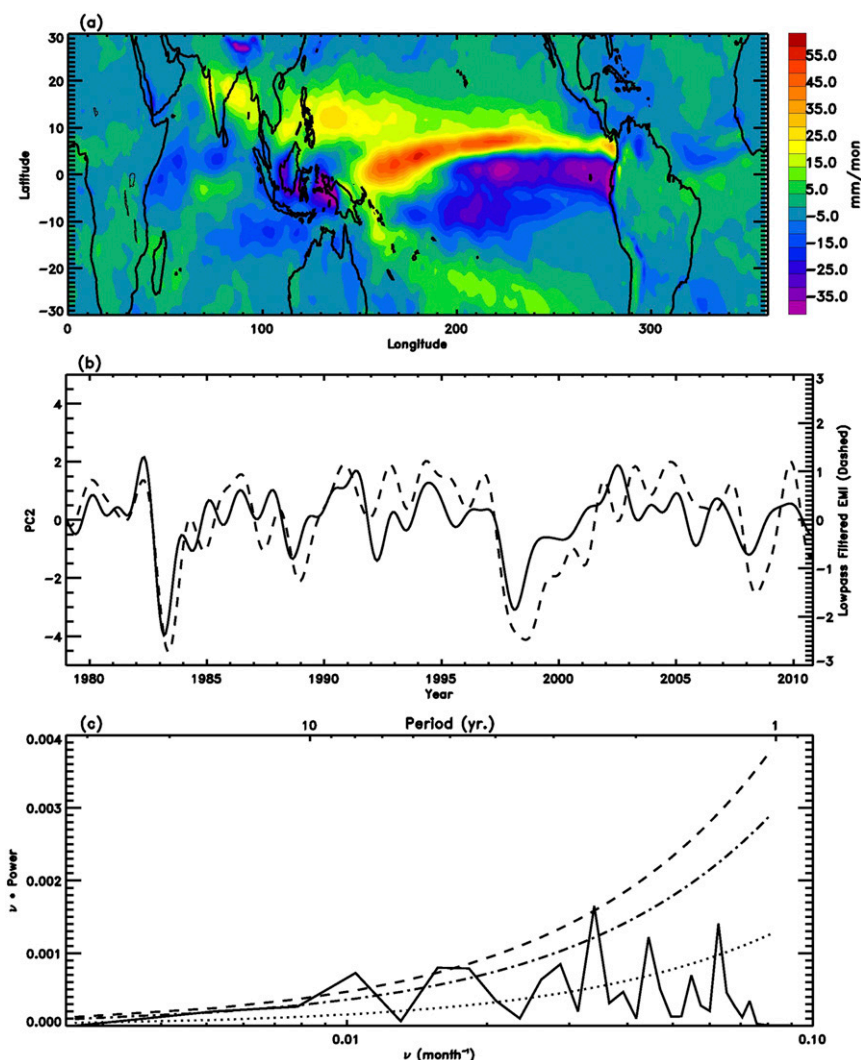 (a)
30
20
10
0
-10
-20
-30
Latitude
0 100 200 300
Longitude
55.0
45.0
35.0
25.0
15.0
5.0
-5.0
-15.0
-25.0
-35.0
mm/mon
(b)
4
2
0
-2
-4
PC2
3
2
1
0
-1
-2
-3
Lowpass Filtered EMI (Dashed)
1980 1985 1990 1995 2000 2005 2010
Year
(c)
10 Period (yr.) 1
0.004
0.003
0.002
0.001
0.000
ν * Power
0.01 0.10
ν (month⁻¹)